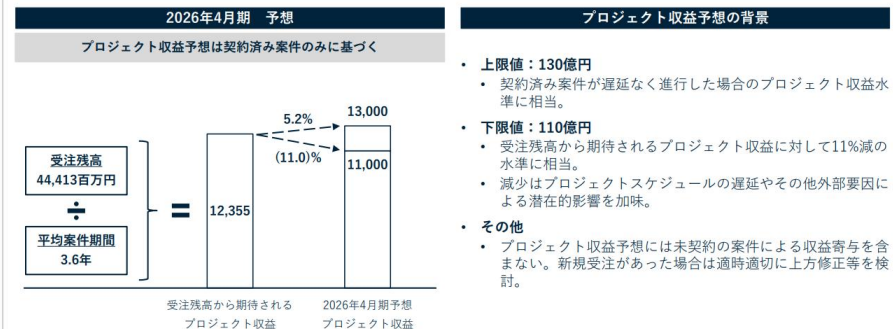 2026年4月期　予想
プロジェクト収益予想は契約済み案件のみに基づく
受注残高
44,413百万円
÷
平均案件期間
3.6年
=
12,355
5.2%
(11.0)%
13,000
11,000
受注残高から期待される
プロジェクト収益
2026年4月期予想
プロジェクト収益
プロジェクト収益予想の背景
• 上限値：130億円
• 契約済み案件が遅延なく進行した場合のプロジェクト収益水
準に相当。
• 下限値：110億円
• 受注残高から期待されるプロジェクト収益に対して11%減の
水準に相当。
• 減少はプロジェクトスケジュールの遅延やその他外部要因に
よる潜在的影響を加味。
• その他
• プロジェクト収益予想には未契約の案件による収益寄与を含
まない。新規受注があった場合は適時適切に上方修正等を検
討。